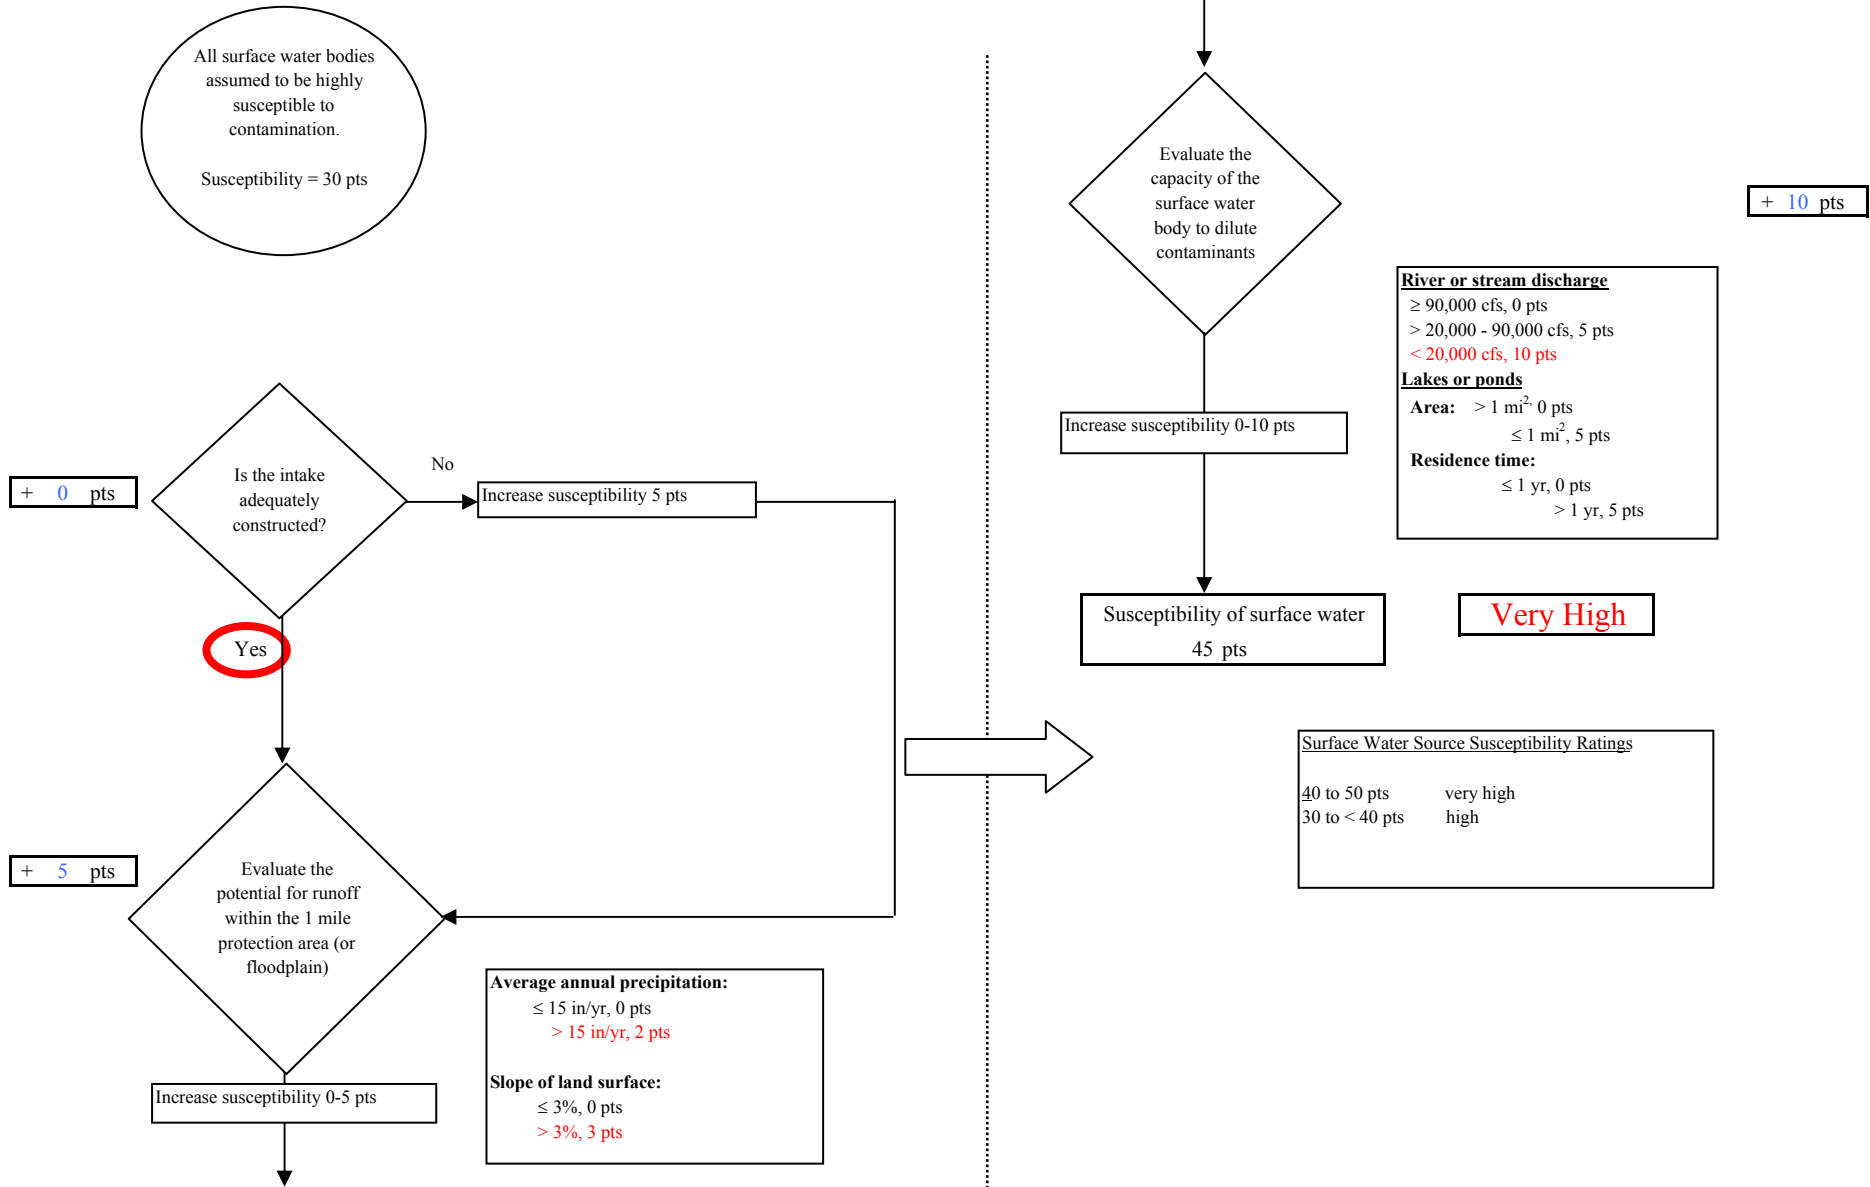 All surface water bodies
assumed to be highly
susceptible to
contamination.
Susceptibility = 30 pts
+ 0 pts
Is the intake
adequately
constructed?
No
Increase susceptibility 5 pts
Yes
+ 5 pts
Evaluate the
potential for runoff
within the 1 mile
protection area (or
floodplain)
Average annual precipitation:
≤ 15 in/yr, 0 pts
> 15 in/yr, 2 pts
Slope of land surface:
≤ 3%, 0 pts
> 3%, 3 pts
Increase susceptibility 0-5 pts
Evaluate the
capacity of the
surface water
body to dilute
contaminants
+ 10 pts
River or stream discharge
≥ 90,000 cfs, 0 pts
> 20,000 - 90,000 cfs, 5 pts
< 20,000 cfs, 10 pts
Lakes or ponds
Area: > 1 mi², 0 pts
≤ 1 mi², 5 pts
Residence time:
≤ 1 yr, 0 pts
> 1 yr, 5 pts
Increase susceptibility 0-10 pts
Susceptibility of surface water
45 pts
Very High
Surface Water Source Susceptibility Ratings
40 to 50 pts very high
30 to < 40 pts high